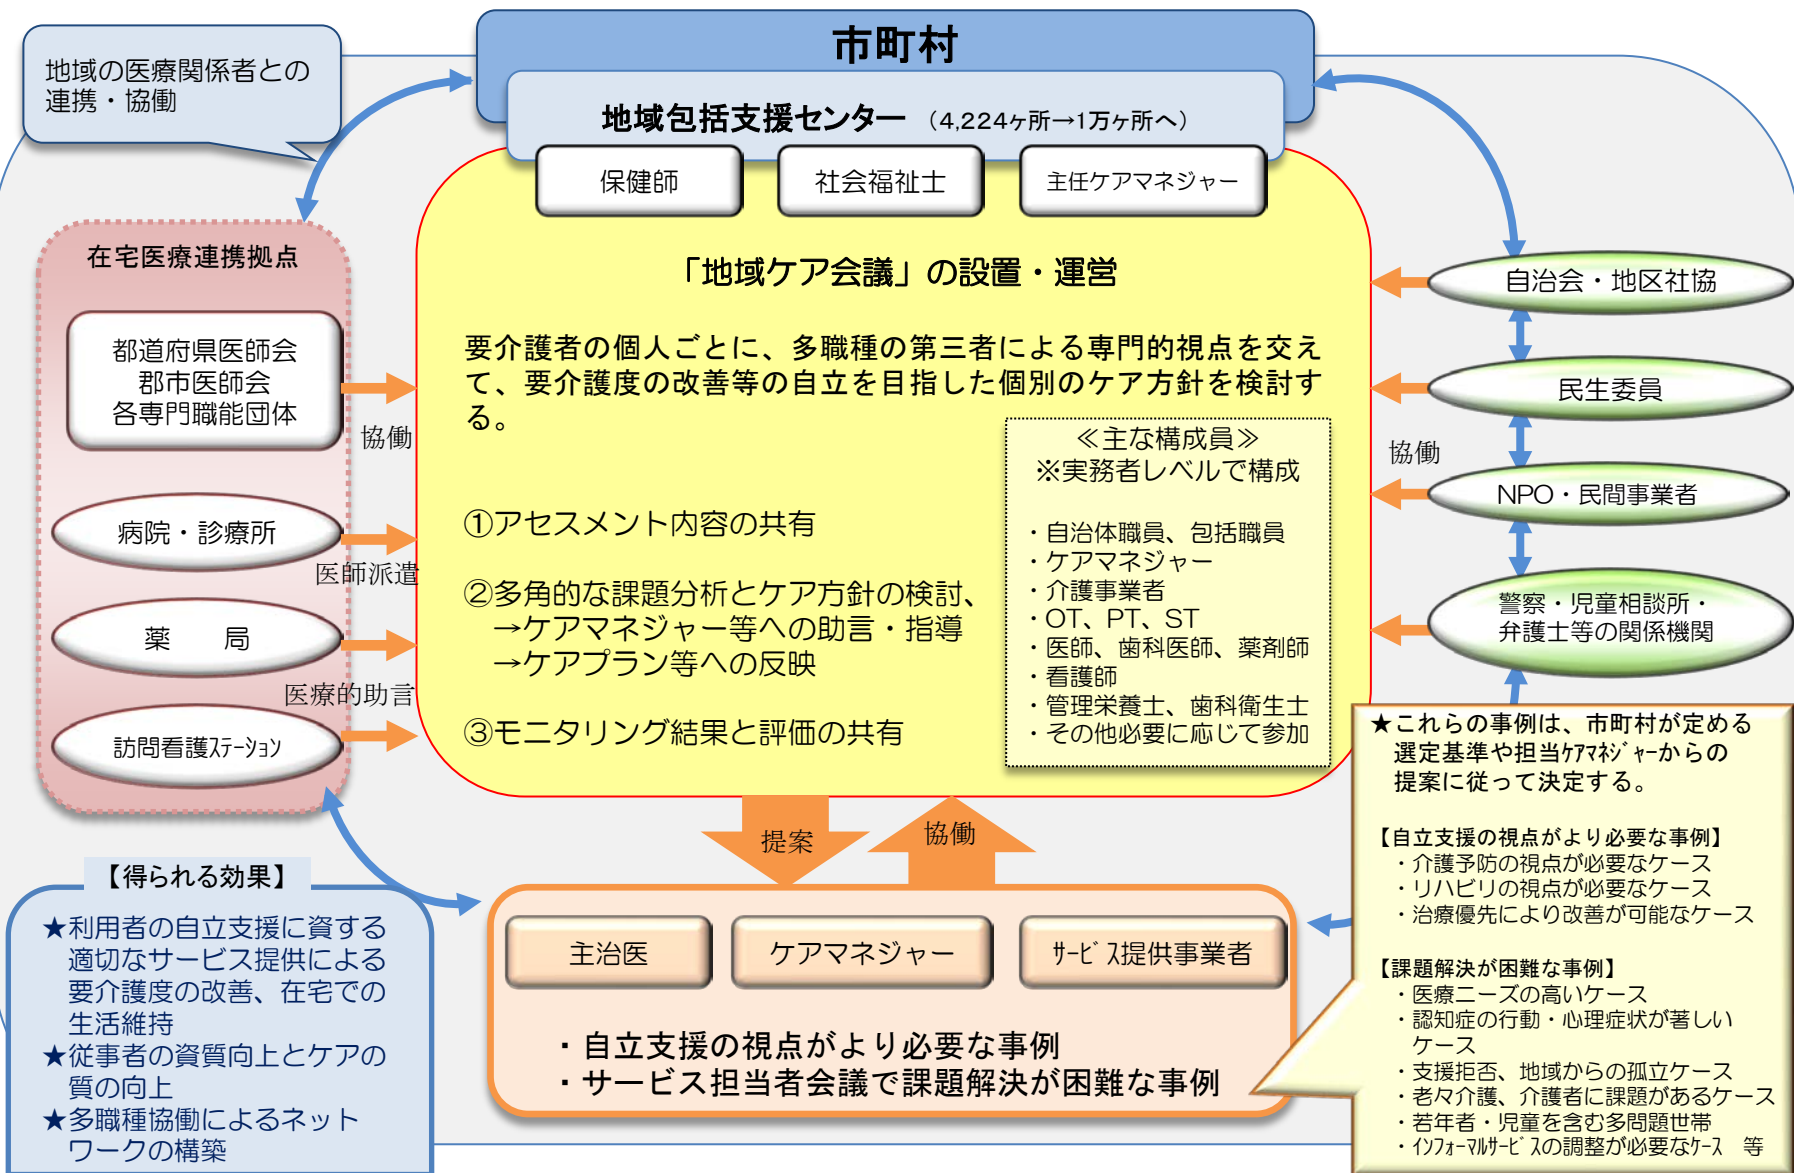 市町村
地域の医療関係者との
連携・協働
地域包括支援センター （4,224ヶ所→1万ヶ所へ）
保健師
社会福祉士
主任ケアマネジャー
在宅医療連携拠点
都道府県医師会
郡市医師会
各専門職能団体
協働
病院・診療所
医師派遣
薬　局
医療的助言
訪問看護ｽﾃｰｼｮﾝ
「地域ケア会議」の設置・運営
要介護者の個人ごとに、多職種の第三者による専門的視点を交え
て、要介護度の改善等の自立を目指した個別のケア方針を検討す
る。
①アセスメント内容の共有
②多角的な課題分析とケア方針の検討、
→ケアマネジャー等への助言・指導
→ケアプラン等への反映
③モニタリング結果と評価の共有
≪主な構成員≫
※実務者レベルで構成
・自治体職員、包括職員
・ケアマネジャー
・介護事業者
・OT、PT、ST
・医師、歯科医師、薬剤師
・看護師
・管理栄養士、歯科衛生士
・その他必要に応じて参加
自治会・地区社協
民生委員
協働
NPO・民間事業者
警察・児童相談所・
弁護士等の関係機関
提案
協働
主治医
ケアマネジャー
ｻｰﾋﾞｽ提供事業者
・自立支援の視点がより必要な事例
・サービス担当者会議で課題解決が困難な事例
【得られる効果】
★利用者の自立支援に資する
適切なサービス提供による
要介護度の改善、在宅での
生活維持
★従事者の資質向上とケアの
質の向上
★多職種協働によるネット
ワークの構築
★これらの事例は、市町村が定める
選定基準や担当ｹｱﾏﾈｼﾞｬｰからの
提案に従って決定する。
【自立支援の視点がより必要な事例】
・介護予防の視点が必要なケース
・リハビリの視点が必要なケース
・治療優先により改善が可能なケース
【課題解決が困難な事例】
・医療ニーズの高いケース
・認知症の行動・心理症状が著しい
ケース
・支援拒否、地域からの孤立ケース
・老々介護、介護者に課題があるケース
・若年者・児童を含む多問題世帯
・ｲﾝﾌｫｰﾏﾙｻｰﾋﾞｽの調整が必要なｹｰｽ　等